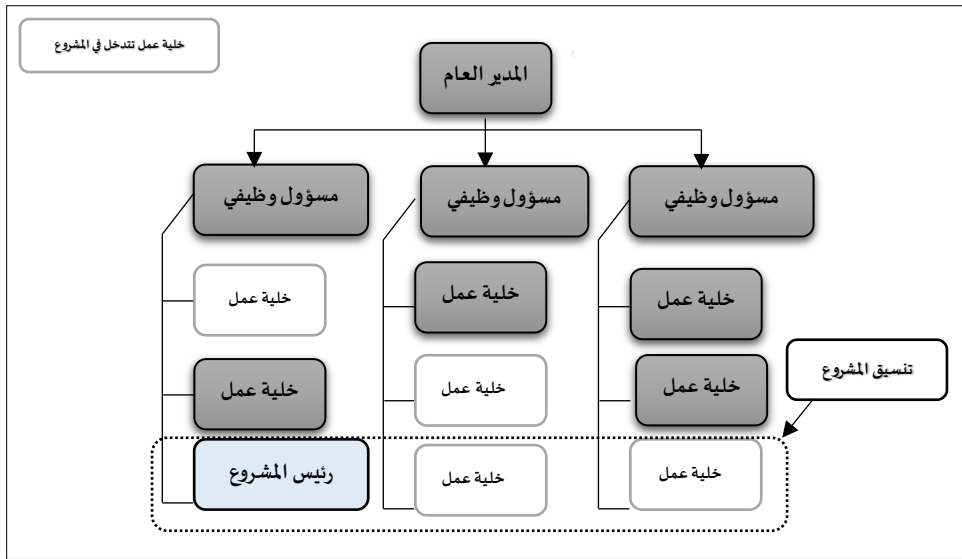 خلية عمل تتدخل في المشروع
المدير العام
مسؤول وظيفي
مسؤول وظيفي
مسؤول وظيفي
خلية عمل
خلية عمل
خلية عمل
خلية عمل
خلية عمل
خلية عمل
تنسيق المشروع
خلية عمل
خلية عمل
رئيس المشروع